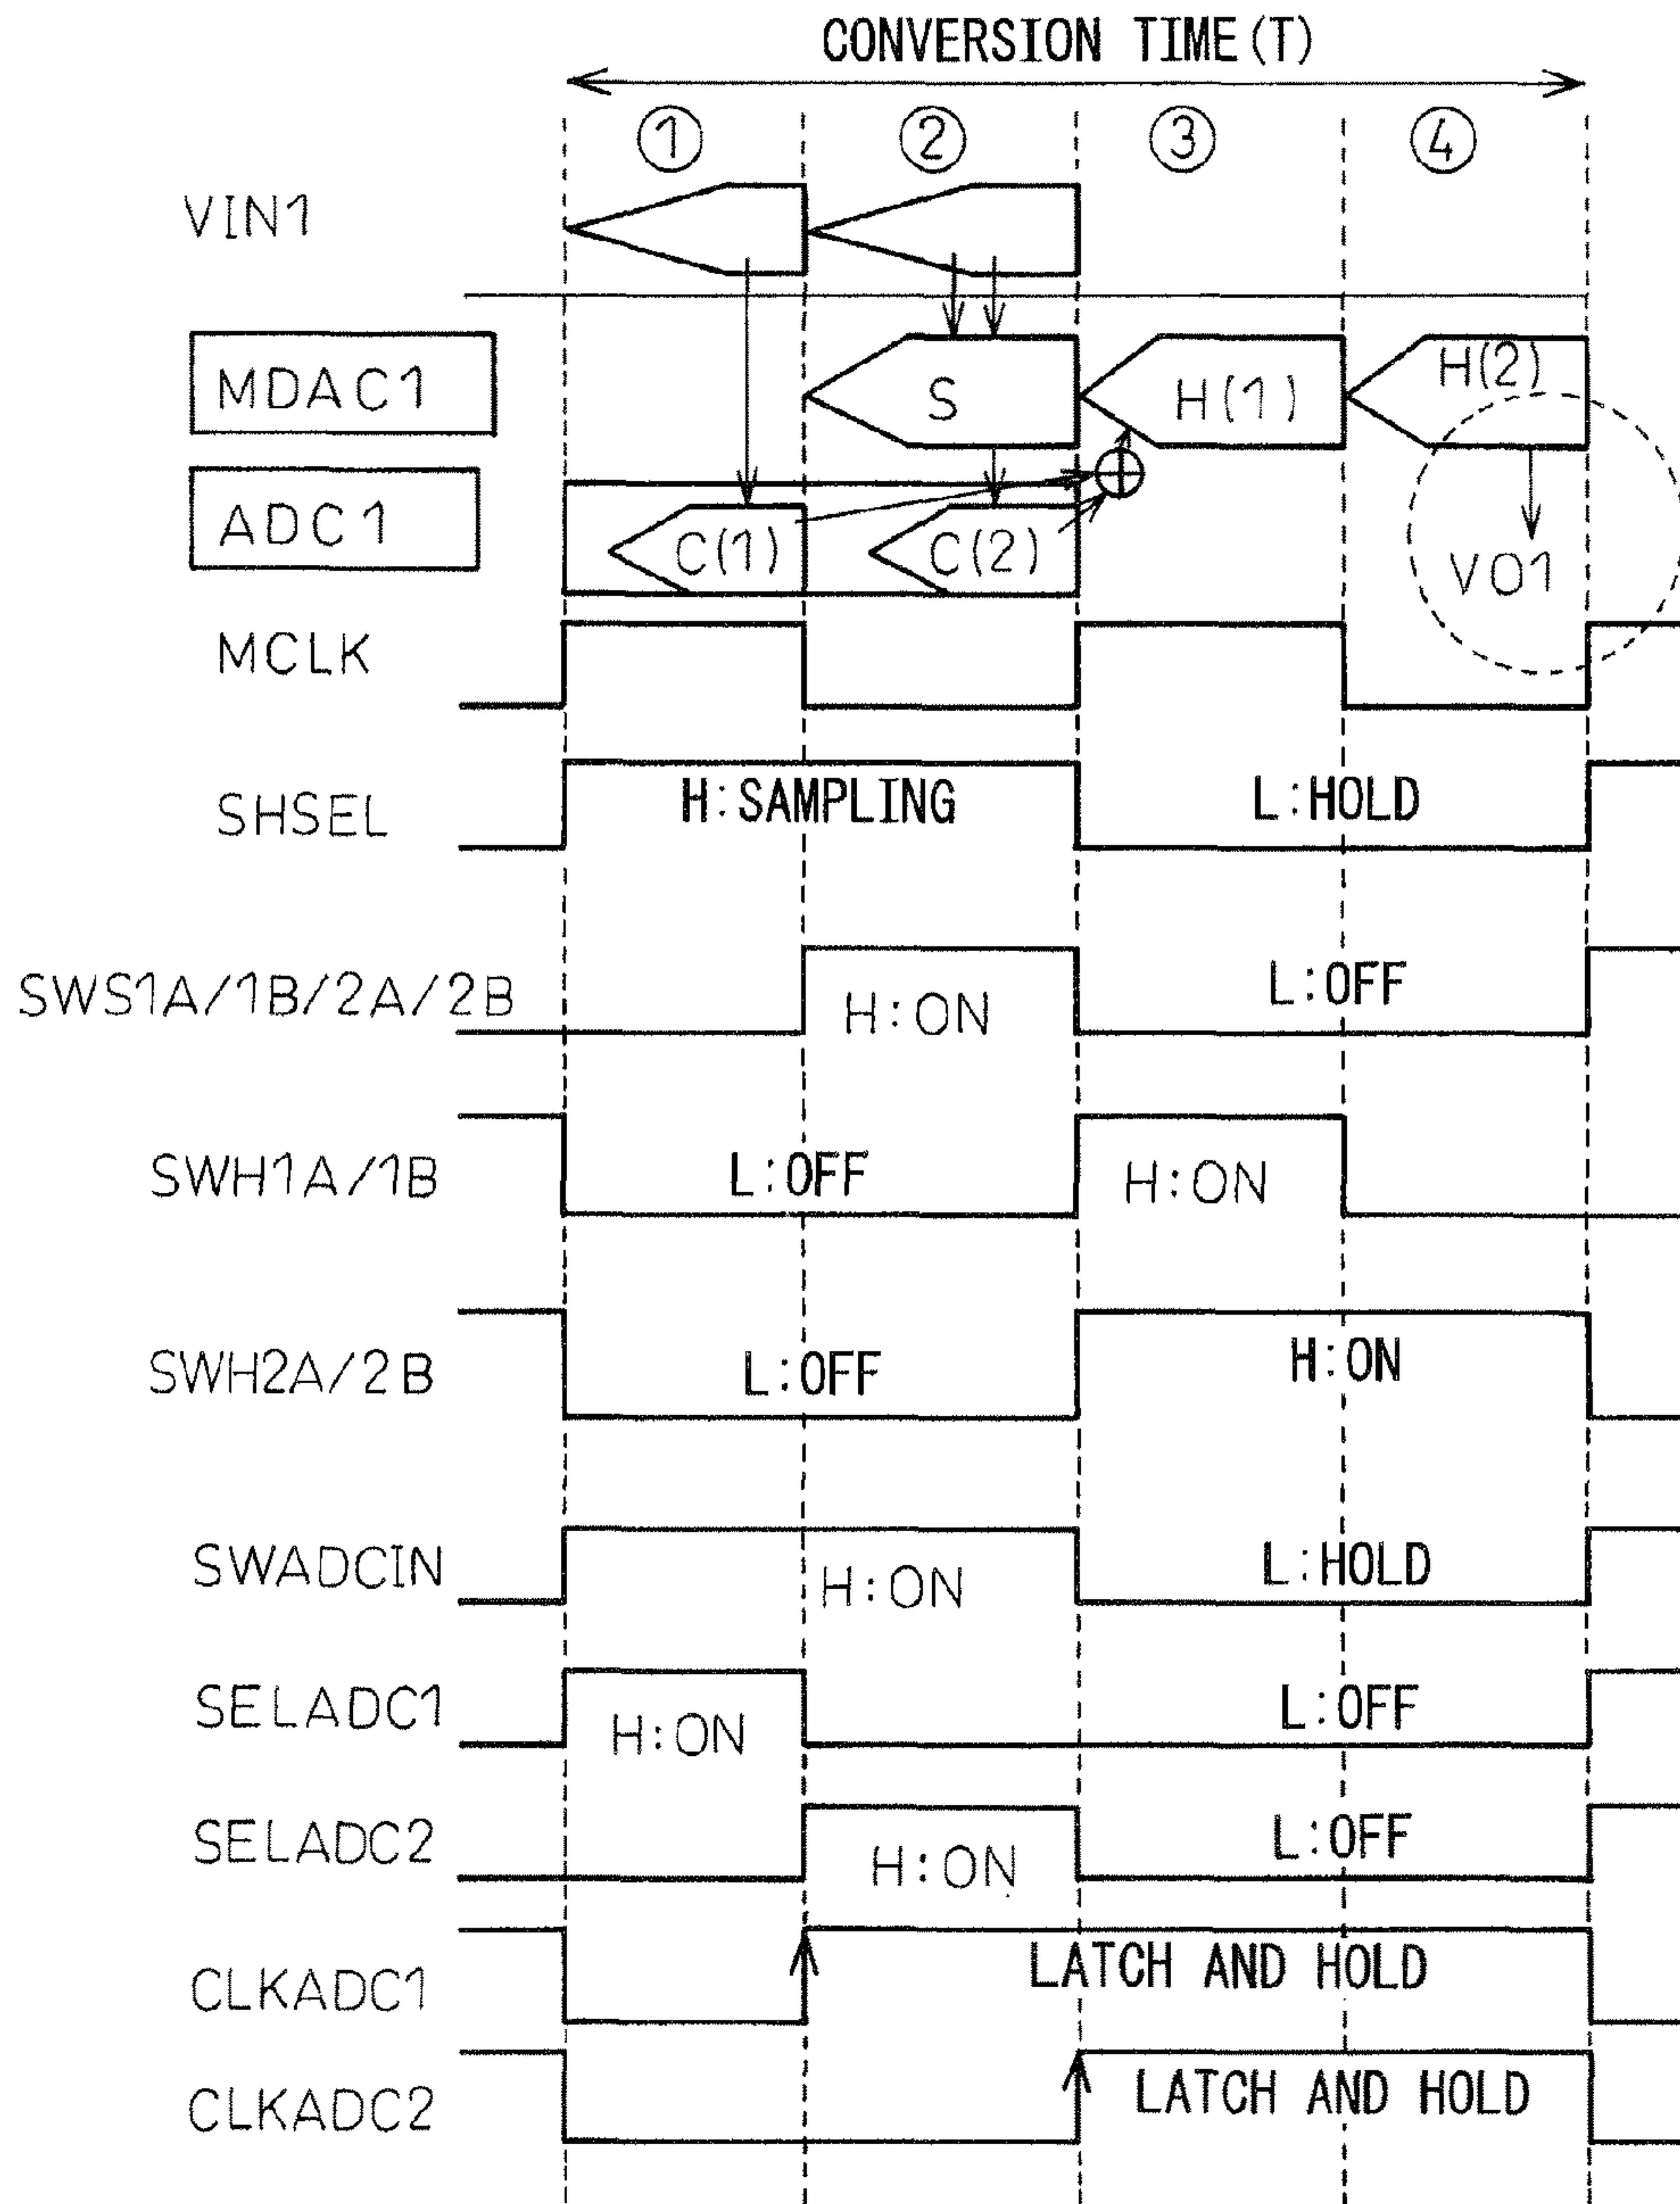 CONVERSION TIME(T)
① ② ③ ④
VIN1
MDAC1 S H(1) H(2)
ADC1 C(1) C(2) VO1
MCLK
SHSEL H:SAMPLING L:HOLD
SWS1A/1B/2A/2B H:ON L:OFF
SWH1A/1B L:OFF H:ON
SWH2A/2B L:OFF H:ON
SWADCIN H:ON L:HOLD
SELADC1 H:ON L:OFF
SELADC2 H:ON L:OFF
CLKADC1 LATCH AND HOLD
CLKADC2 LATCH AND HOLD